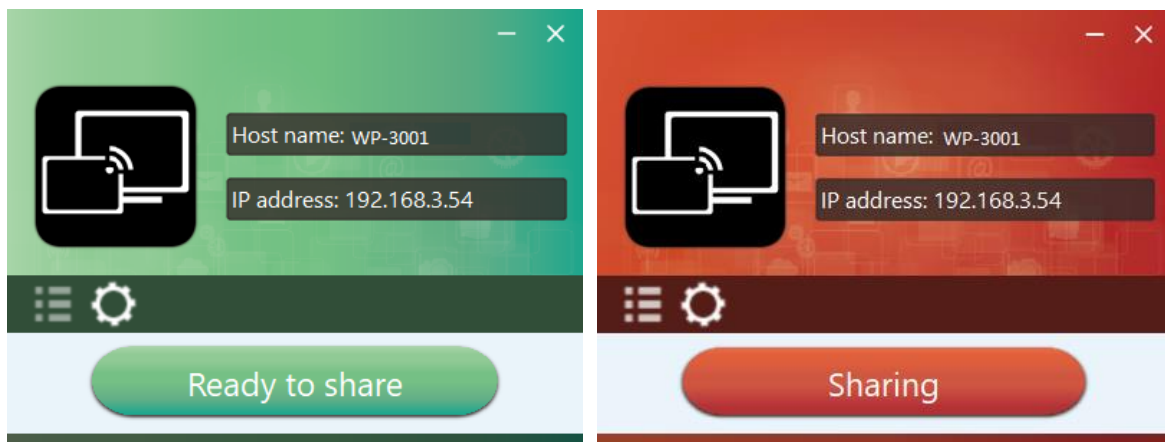 Host name: WP-3001
IP address: 192.168.3.54
Ready to share
Host name: WP-3001
IP address: 192.168.3.54
Sharing